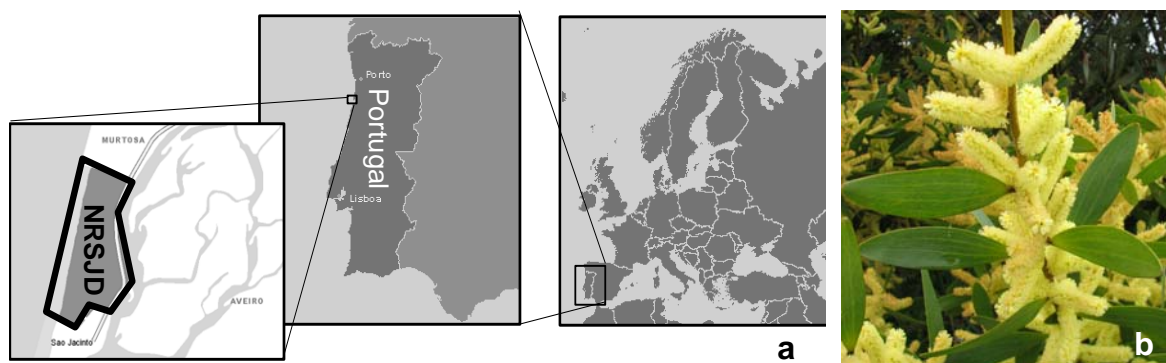 MURTOSA
NRSJD
AVEIRO
Sao Jacinto
Porto
Portugal
Lisboa
a
b